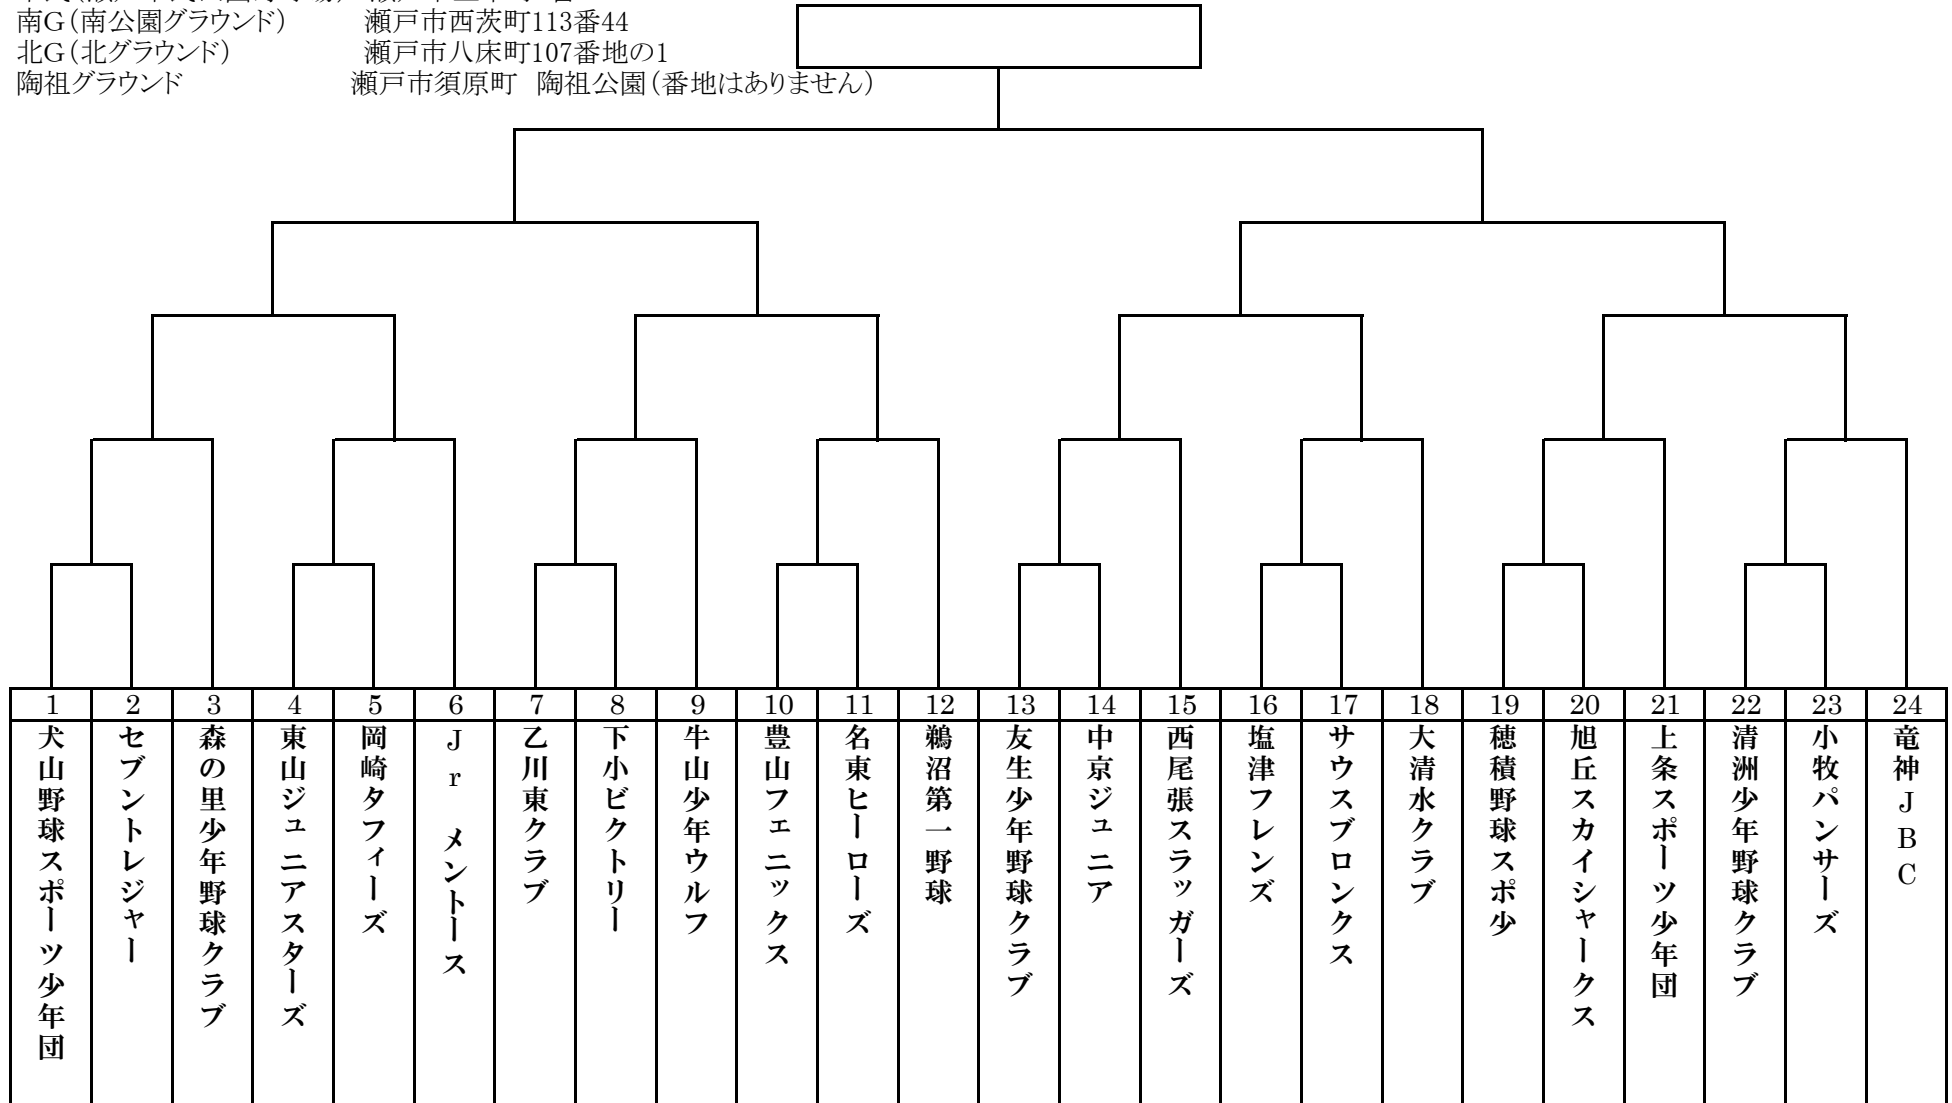 南G（南公園グラウンド） 瀬戸市西茨町113番44
北G（北グラウンド） 瀬戸市八床町107番地の1
陶祖グラウンド 瀬戸市須原町 陶祖公園（番地はありません）
1 2 3 4 5 6 7 8 9 10 11 12 13 14 15 16 17 18 19 20 21 22 23 24
犬山野球スポーツ少年団
セブントレジャー
森の里少年野球クラブ
東山ジュニアスターズ
岡崎タフィーズ
Jr メントース
乙川東クラブ
下小ビクトリー
牛山少年ウルフ
豊山フェニックス
名東ヒーローズ
鵜沼第一野球
友生少年野球クラブ
中京ジュニア
西尾張スラッガーズ
塩津フレンズ
サウスブロンクス
大清水クラブ
穂積野球スポ少
旭丘スカイシャークス
上条スポーツ少年団
清洲少年野球クラブ
小牧パンサーズ
竜神JBC